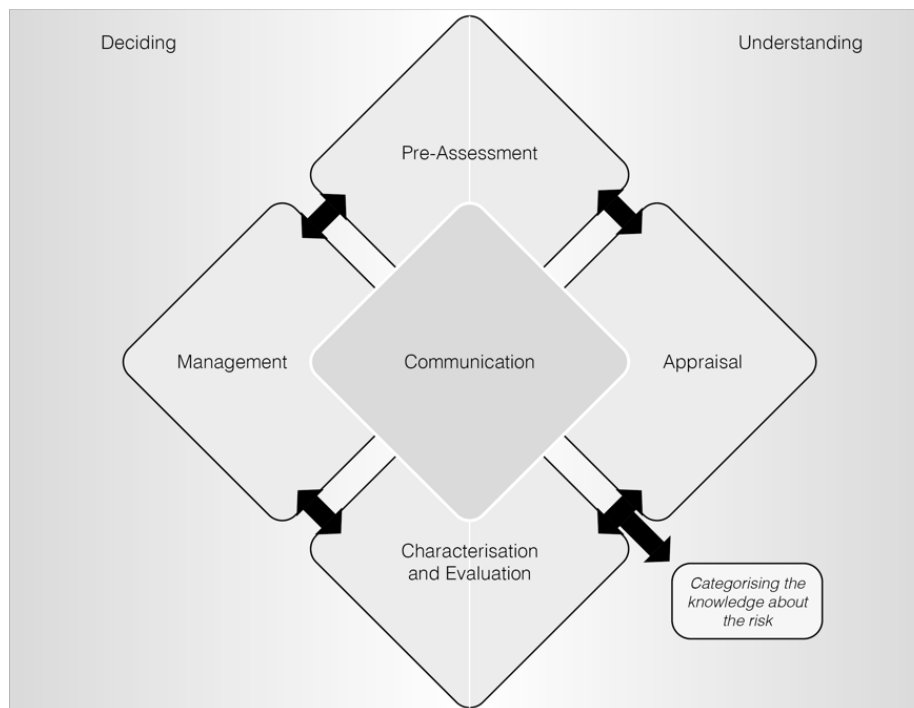 Deciding
Understanding
Pre-Assessment
Management
Communication
Appraisal
Characterisation
and Evaluation
Categorising the
knowledge about
the risk